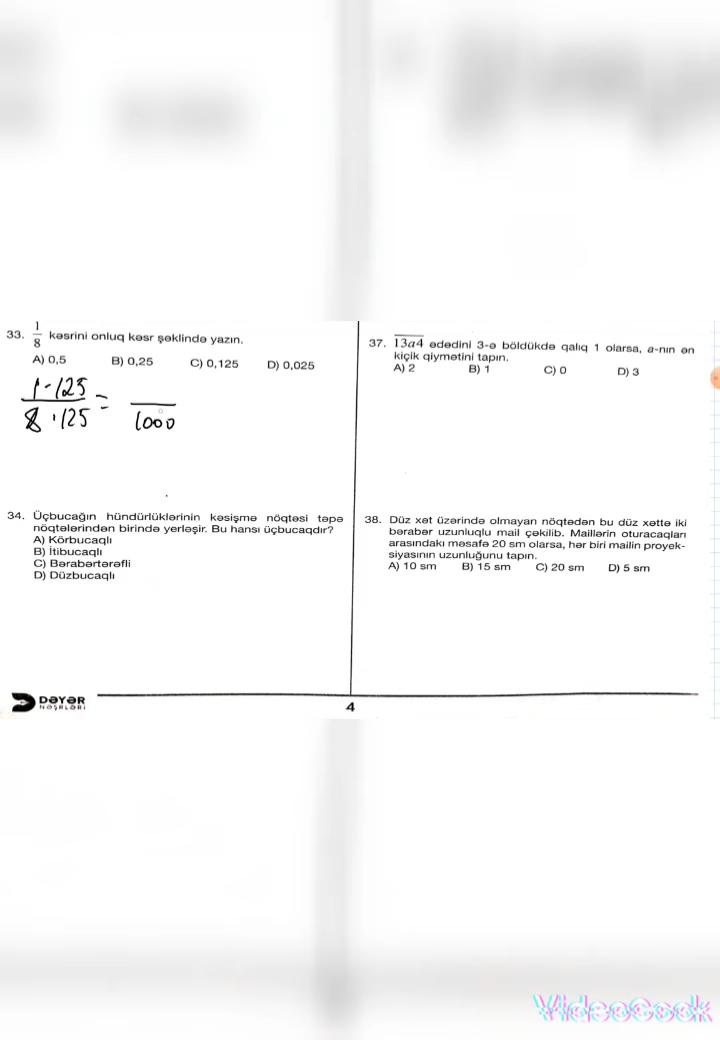 33. 1/8 kəsrini onluq kəsr şəklində yazın.
A) 0,5 B) 0,25 C) 0,125 D) 0,025
1·125 / 8·125 = / 1000
34. Üçbucağın hündürlüklərinin kəsişmə nöqtəsi təpə
nöqtələrindən birində yerləşir. Bu hansı üçbucaqdır?
A) Körbucaqlı
B) İtibucaqlı
C) Bərabərtərəfli
D) Düzbucaqlı
37. 1̅3̅a̅4̅ ədədini 3-ə böldükdə qalıq 1 olarsa, a-nın ən
kiçik qiymətini tapın.
A) 2 B) 1 C) 0 D) 3
38. Düz xət üzərində olmayan nöqtədən bu düz xəttə iki
bərabər uzunluqlu mail çəkilib. Maillərin oturacaqları
arasındakı məsafə 20 sm olarsa, hər biri mailin proyek-
siyasının uzunluğunu tapın.
A) 10 sm B) 15 sm C) 20 sm D) 5 sm
DƏYƏR
NƏŞRLƏRİ
4
VideoCook